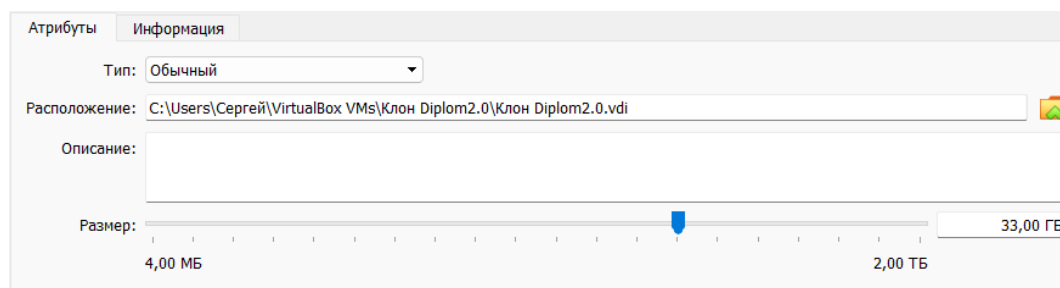 Атрибуты Информация
Тип: Обычный
Расположение: C:\Users\Сергей\VirtualBox VMs\Клон Diplom2.0\Клон Diplom2.0.vdi
Описание:
Размер: 33,00 ГБ
4,00 МБ 2,00 ТБ